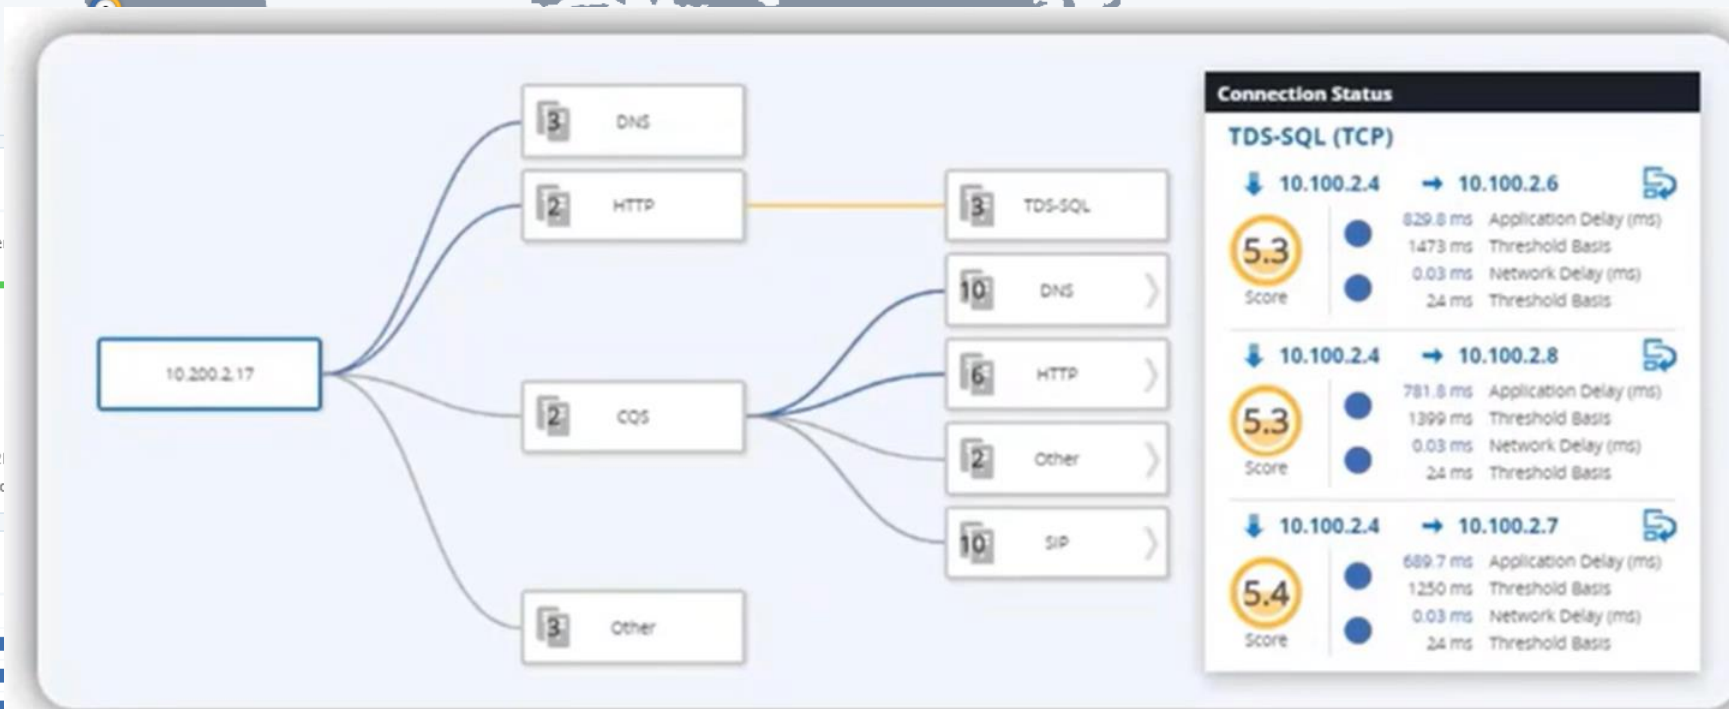 10.200.2.17
3 DNS
2 HTTP
2 CQS
3 Other
3 TDS-SQL
10 DNS
6 HTTP
2 Other
10 SIP
Connection Status
TDS-SQL (TCP)
10.100.2.4 10.100.2.6
5.3
Score
829.8 ms Application Delay (ms)
1473 ms Threshold Basis
0.03 ms Network Delay (ms)
24 ms Threshold Basis
10.100.2.4 10.100.2.8
5.3
Score
781.8 ms Application Delay (ms)
1399 ms Threshold Basis
0.03 ms Network Delay (ms)
24 ms Threshold Basis
10.100.2.4 10.100.2.7
5.4
Score
689.7 ms Application Delay (ms)
1250 ms Threshold Basis
0.03 ms Network Delay (ms)
24 ms Threshold Basis